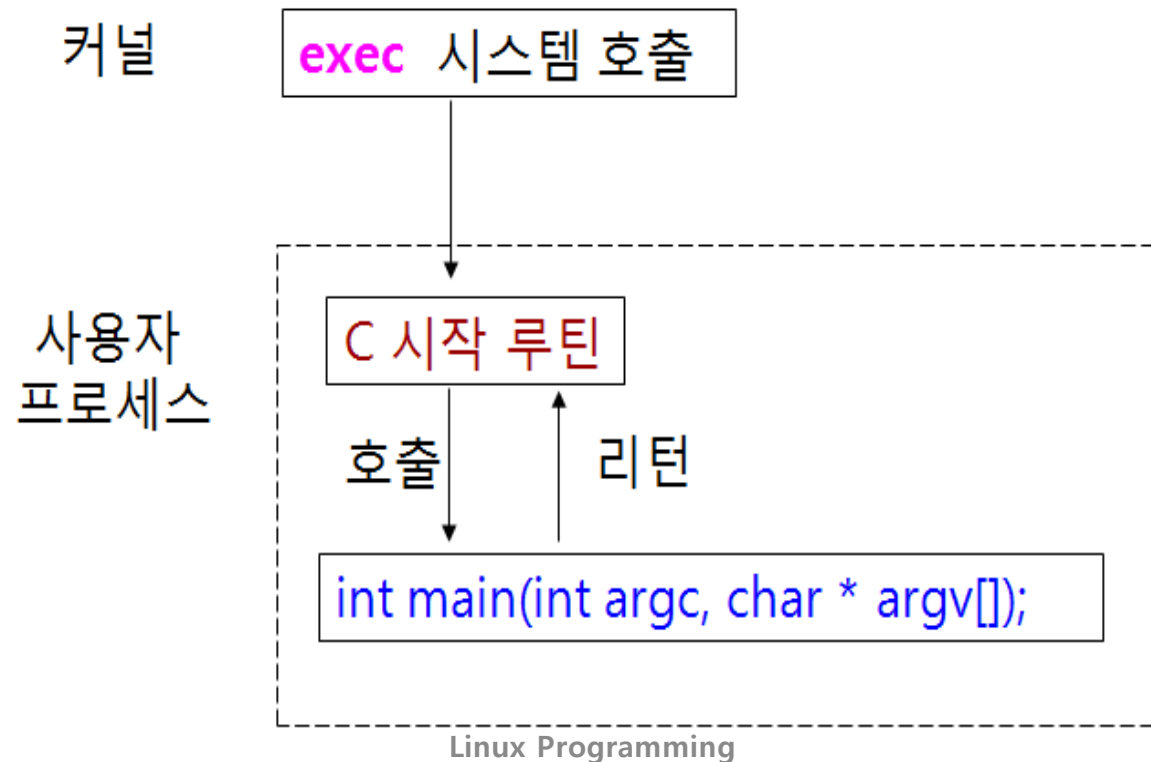 커널
exec 시스템 호출
사용자
프로세스
C 시작 루틴
호출
리턴
int main(int argc, char * argv[]);
Linux Programming